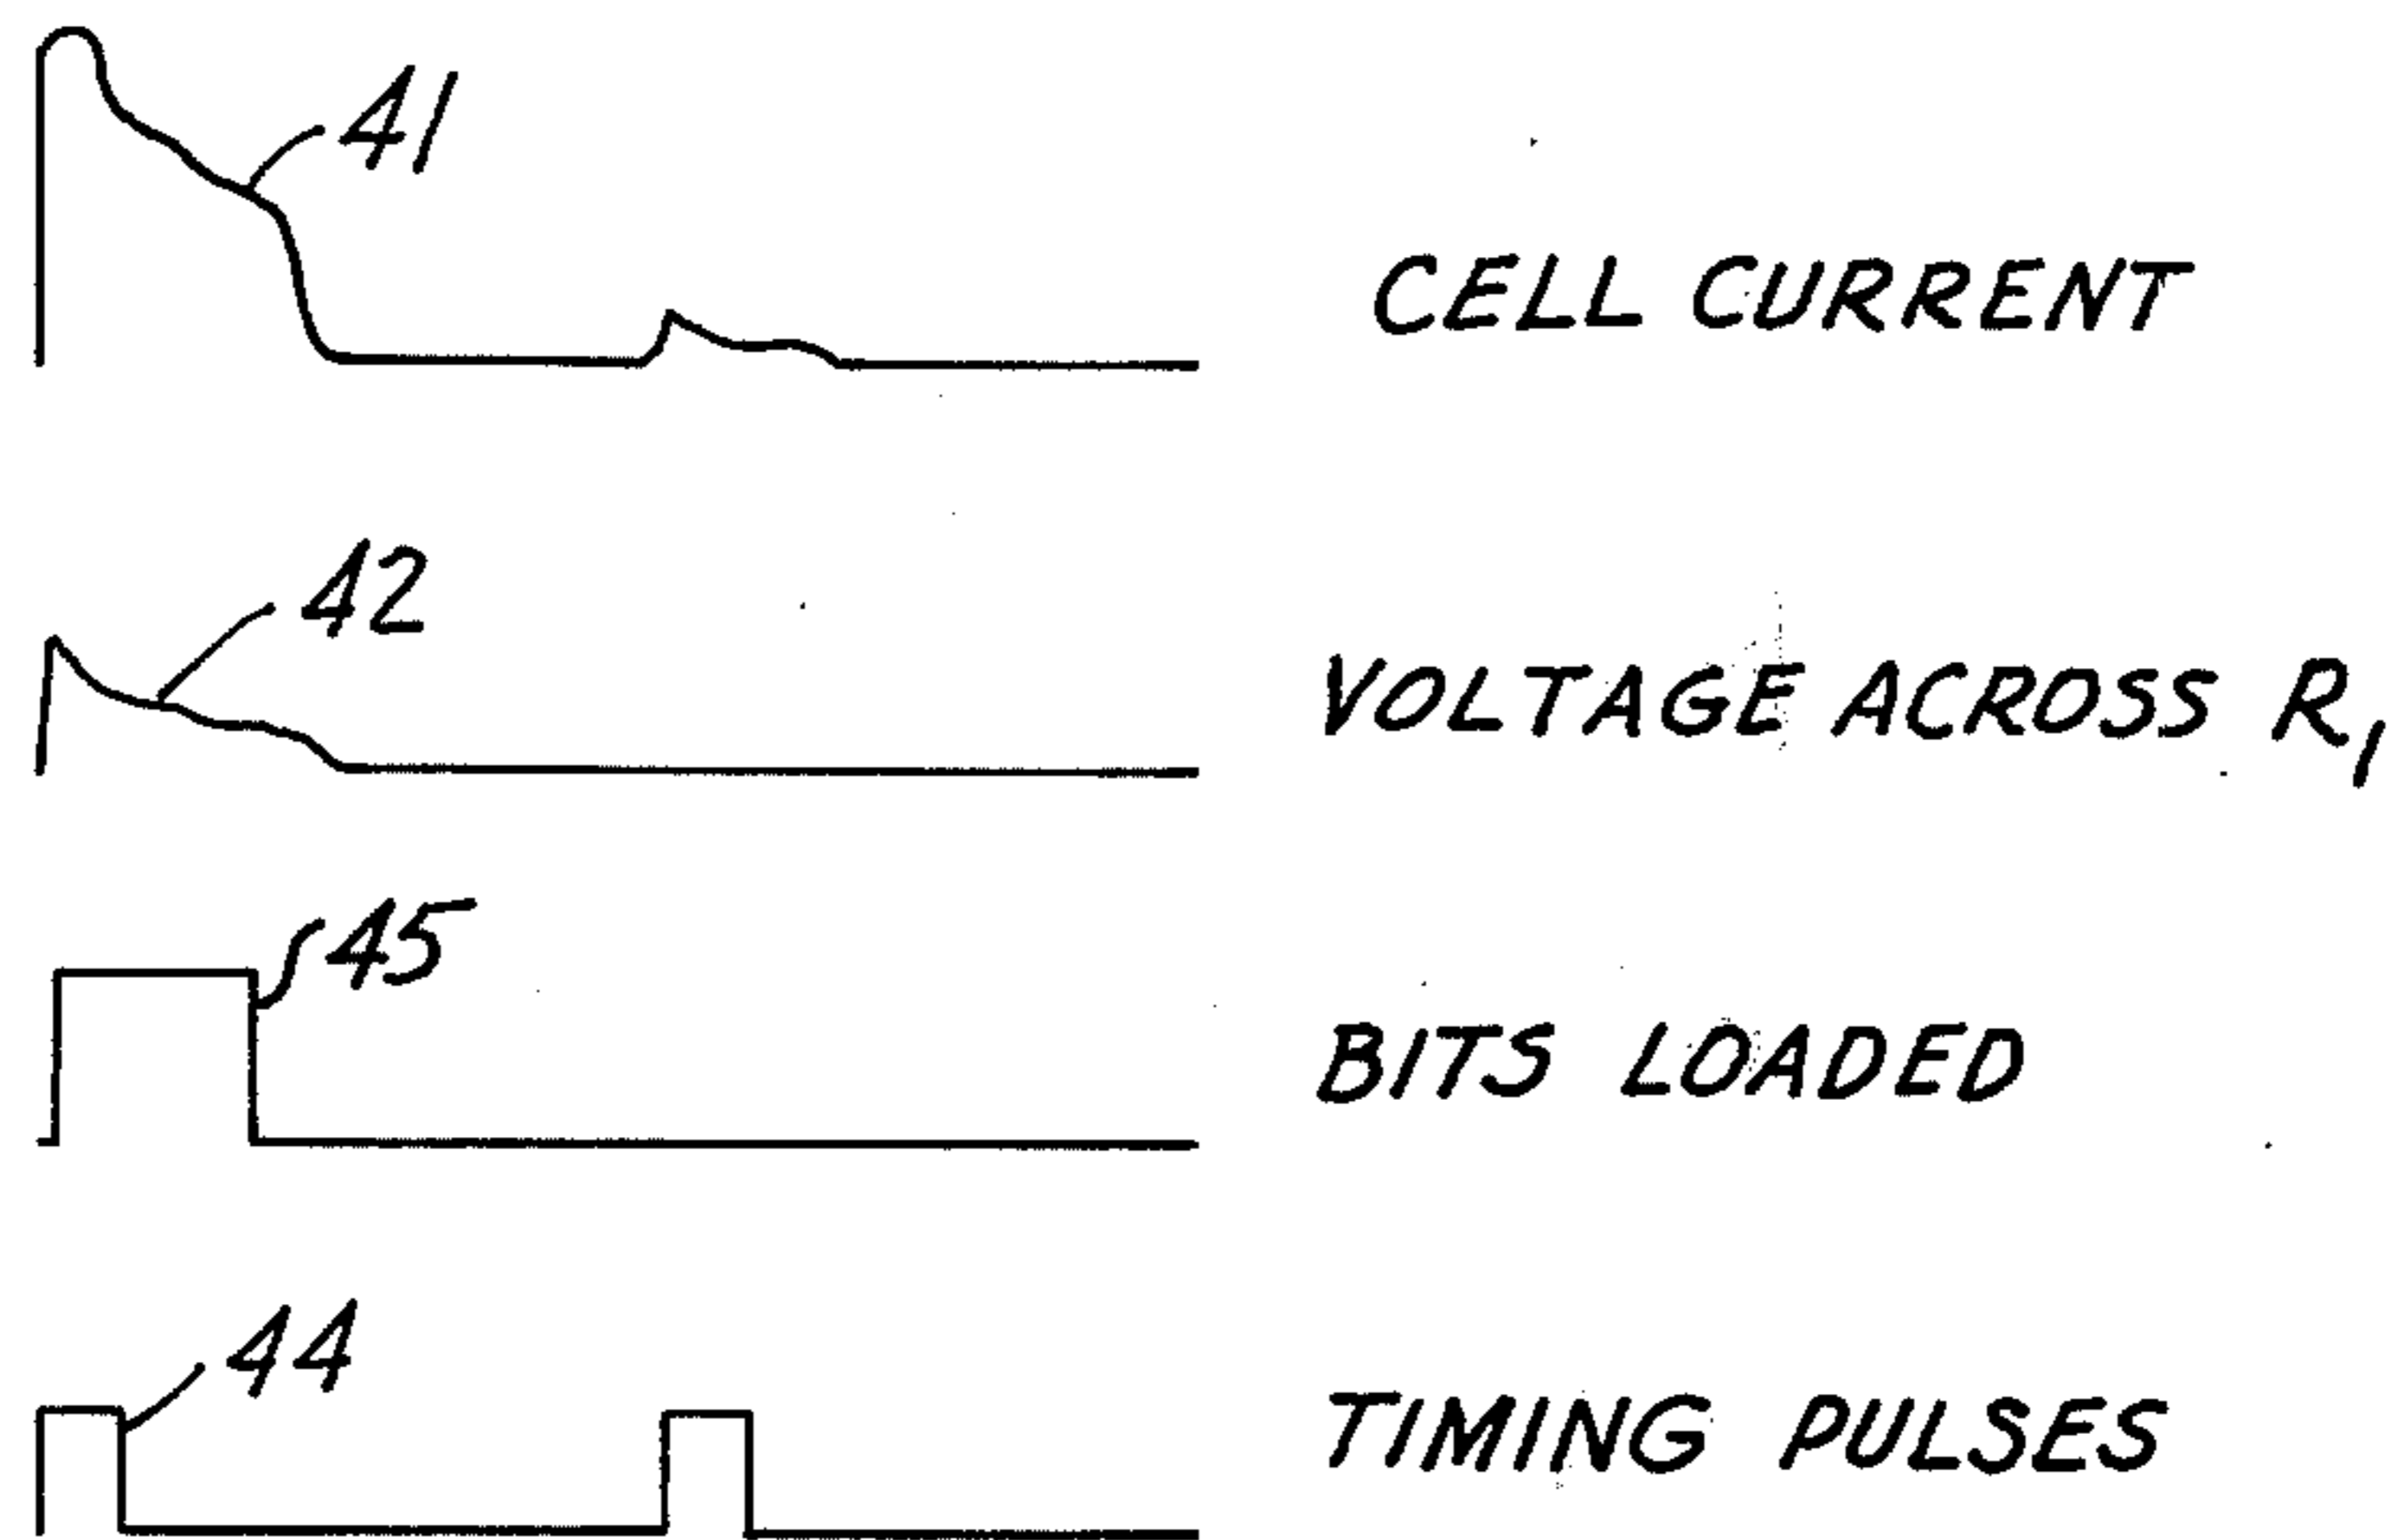 41
CELL CURRENT
42
VOLTAGE ACROSS R1
45
BITS LOADED
44
TIMING PULSES